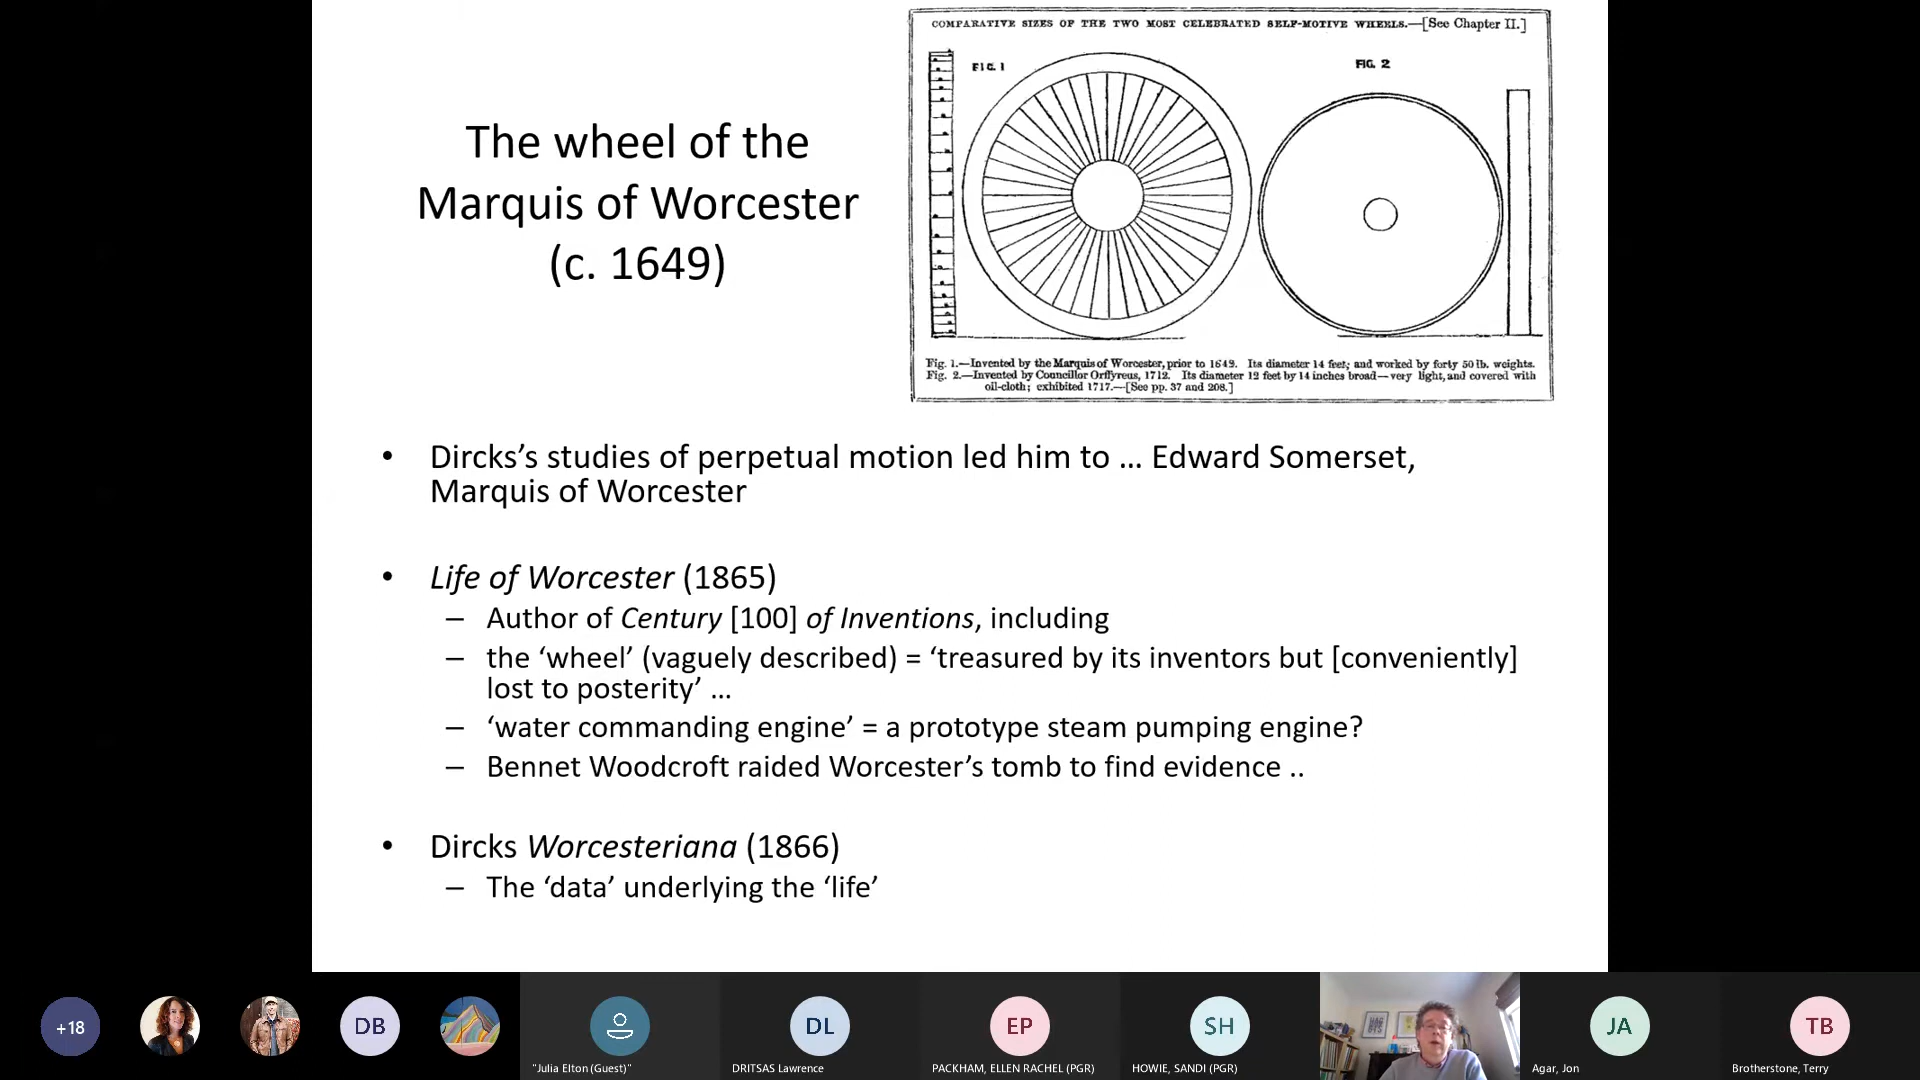 The wheel of the
Marquis of Worcester
(c. 1649)
COMPARATIVE SIZES OF THE TWO MOST CELEBRATED SELF-MOTIVE WHEELS.—[See Chapter II.]
FIG. 1
FIG. 2
Fig. 1.—Invented by the Marquis of Worcester, prior to 1649. Its diameter 14 feet; and worked by forty 50 lb. weights.
Fig. 2.—Invented by Councillor Orffyreus, 1712. Its diameter 12 feet by 14 inches broad—very light, and covered with
oil-cloth; exhibited 1717.—[See pp. 37 and 208.]
• Dircks’s studies of perpetual motion led him to … Edward Somerset,
Marquis of Worcester
• Life of Worcester (1865)
– Author of Century [100] of Inventions, including
– the ‘wheel’ (vaguely described) = ‘treasured by its inventors but [conveniently]
lost to posterity’ …
– ‘water commanding engine’ = a prototype steam pumping engine?
– Bennet Woodcroft raided Worcester’s tomb to find evidence ..
• Dircks Worcesteriana (1866)
– The ‘data’ underlying the ‘life’
+18
DB
DL
EP
SH
JA
TB
"Julia Elton (Guest)"
DRITSAS Lawrence
PACKHAM, ELLEN RACHEL (PGR)
HOWIE, SANDI (PGR)
Agar, Jon
Brotherstone, Terry